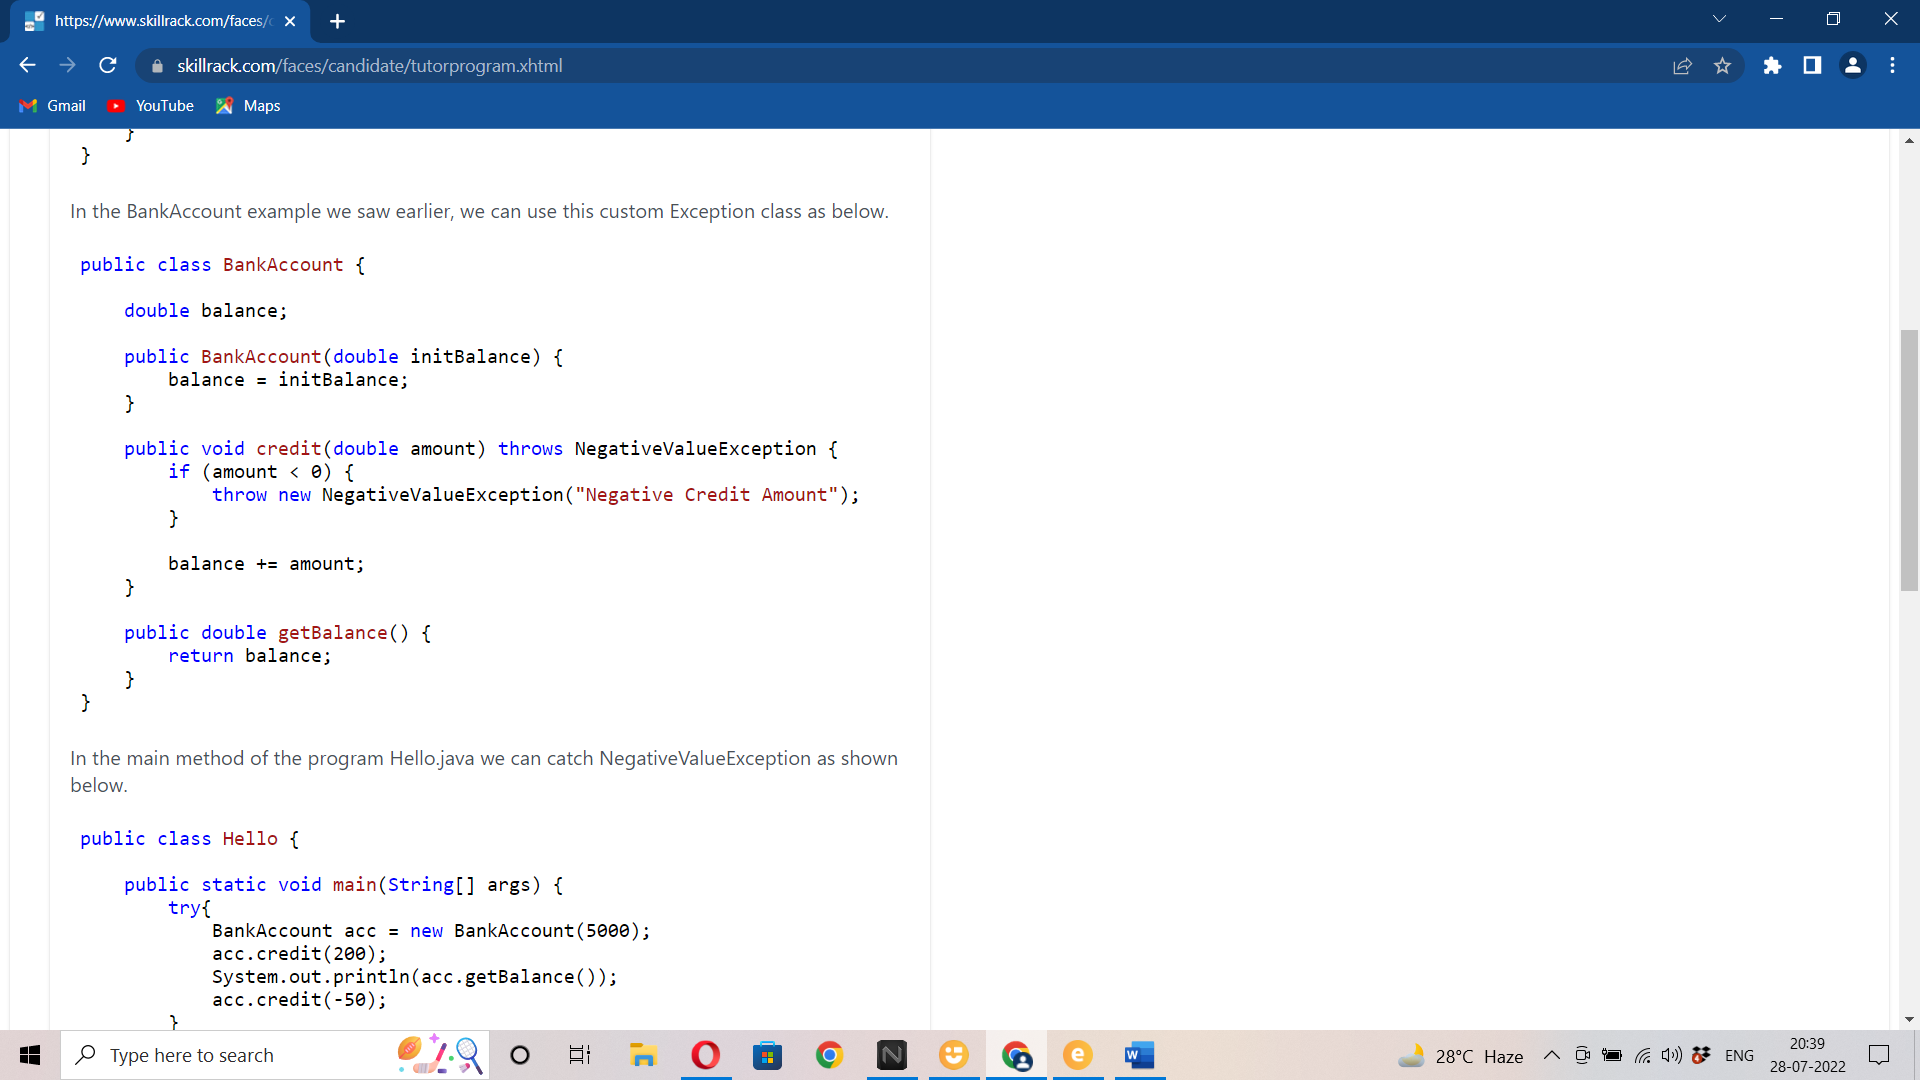 https://www.skillrack.com/faces/c
skillrack.com/faces/candidate/tutorprogram.xhtml
Gmail YouTube Maps
}
}
In the BankAccount example we saw earlier, we can use this custom Exception class as below.
public class BankAccount {
double balance;
public BankAccount(double initBalance) {
balance = initBalance;
}
public void credit(double amount) throws NegativeValueException {
if (amount < 0) {
throw new NegativeValueException("Negative Credit Amount");
}
balance += amount;
}
public double getBalance() {
return balance;
}
}
In the main method of the program Hello.java we can catch NegativeValueException as shown
below.
public class Hello {
public static void main(String[] args) {
try{
BankAccount acc = new BankAccount(5000);
acc.credit(200);
System.out.println(acc.getBalance());
acc.credit(-50);
}
Type here to search
28°C Haze
ENG
20:39
28-07-2022